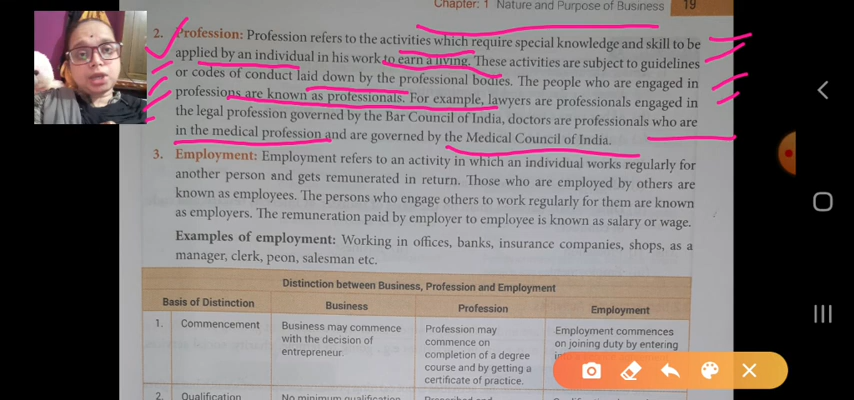 Chapter: 1 Nature and Purpose of Business 19
2. Profession: Profession refers to the activities which require special knowledge and skill to be
applied by an individual in his work to earn a living. These activities are subject to guidelines
or codes of conduct laid down by the professional bodies. The people who are engaged in
professions are known as professionals. For example, lawyers are professionals engaged in
the legal profession governed by the Bar Council of India, doctors are professionals who are
in the medical profession and are governed by the Medical Council of India.
3. Employment: Employment refers to an activity in which an individual works regularly for
another person and gets remunerated in return. Those who are employed by others are
known as employees. The persons who engage others to work regularly for them are known
as employers. The remuneration paid by employer to employee is known as salary or wage.
Examples of employment: Working in offices, banks, insurance companies, shops, as a
manager, clerk, peon, salesman etc.
Distinction between Business, Profession and Employment
Basis of Distinction Business Profession Employment
1. Commencement
Business may commence
with the decision of
entrepreneur.
Profession may
commence on
completion of a degree
course and by getting a
certificate of practice.
Employment commences
on joining duty by entering
2. Qualification
No minimum qualification